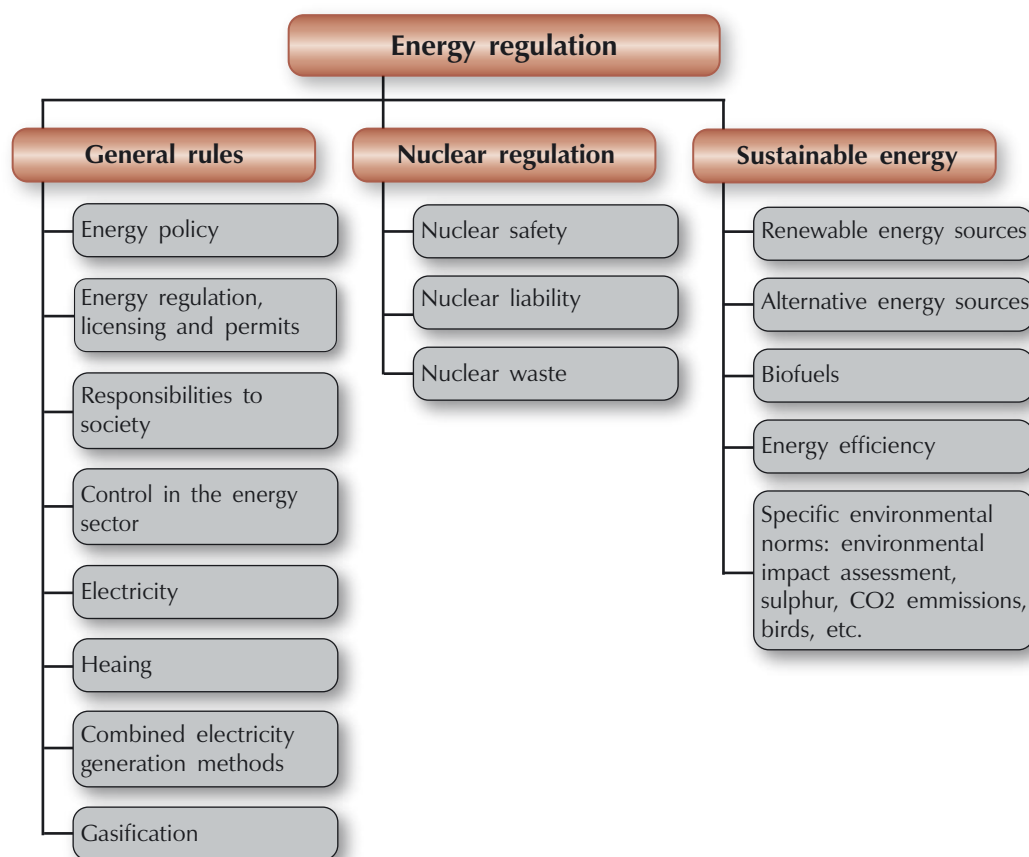 Energy regulation
General rules
Energy policy
Energy regulation,
licensing and permits
Responsibilities to
society
Control in the energy
sector
Electricity
Heaing
Combined electricity
generation methods
Gasification
Nuclear regulation
Nuclear safety
Nuclear liability
Nuclear waste
Sustainable energy
Renewable energy sources
Alternative energy sources
Biofuels
Energy efficiency
Specific environmental
norms: environmental
impact assessment,
sulphur, CO2 emmissions,
birds, etc.